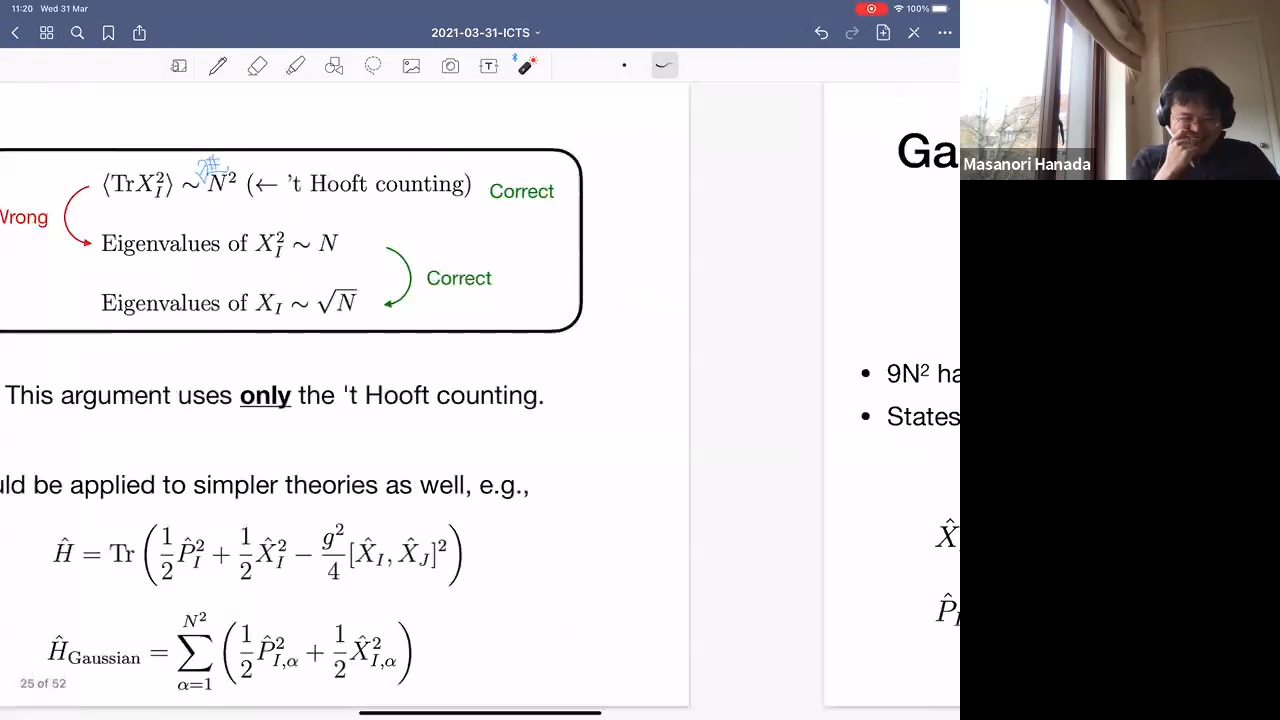 11:20 Wed 31 Mar
100%
2021-03-31-ICTS
⟨TrX_I^2⟩ ∼ N^2 (← 't Hooft counting)
Correct
Wrong
Eigenvalues of X_I^2 ∼ N
Correct
Eigenvalues of X_I ∼ √N
This argument uses only the 't Hooft counting.
uld be applied to simpler theories as well, e.g.,
Ĥ = Tr ( 1/2 P̂_I^2 + 1/2 X̂_I^2 − g^2/4 [X̂_I, X̂_J]^2 )
Ĥ_Gaussian = ∑_{α=1}^{N^2} ( 1/2 P̂_{I,α}^2 + 1/2 X̂_{I,α}^2 )
25 of 52
Ga
• 9N² ha
• States
X̂
P̂_I
Masanori Hanada